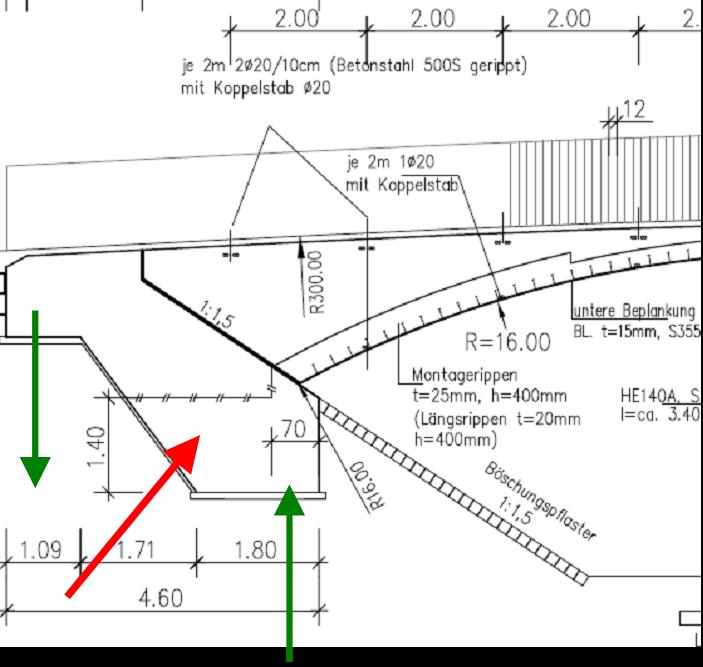 2.00
2.00
2.00
2.
je 2m 2ø20/10cm (Betonstahl 500S gerippt)
mit Koppelstab ø20
12
je 2m 1ø20
mit Koppelstab
R300.00
1:1,5
R=16.00
untere Beplankung
BL. t=15mm, S355
Montagerippen
t=25mm, h=400mm
(Längsrippen t=20mm
h=400mm)
HE140A, S
l=ca. 3.40
1.40
70
R16.00
Böschungspflaster
1:1,5
1.09
1.71
1.80
4.60